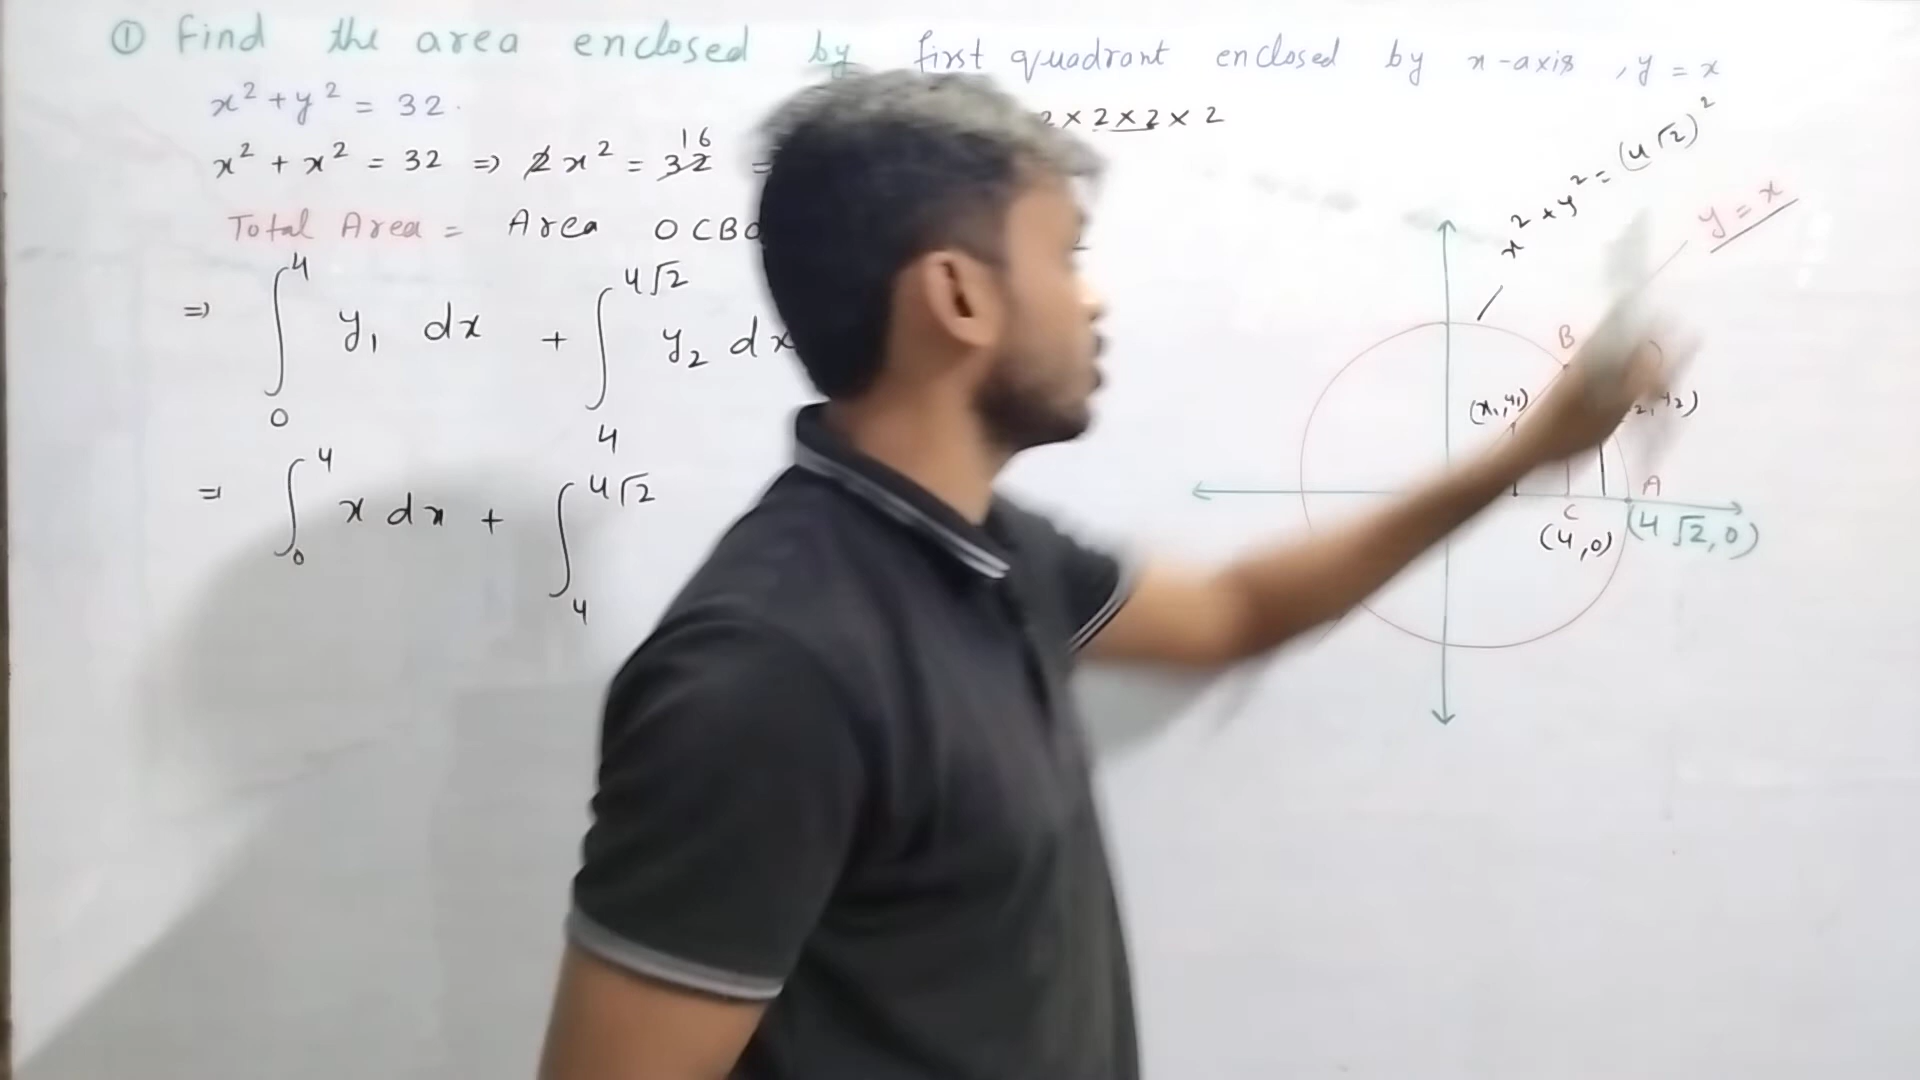 ① Find the area enclosed by first quadrant enclosed by x-axis, y = x
x² + y² = 32.
2 × 2 × 2 × 2
x² + x² = 32 ⇒ 2x² = 32 16 =
Total Area = Area OCBO
⇒ ∫₀⁴ y₁ dx + ∫₄^{4√2} y₂ dx
= ∫₀⁴ x dx + ∫₄^{4√2}
x² + y² = (4√2)²
y = x
B
(x₁, y₁)
A
C
(4,0)
(4√2,0)